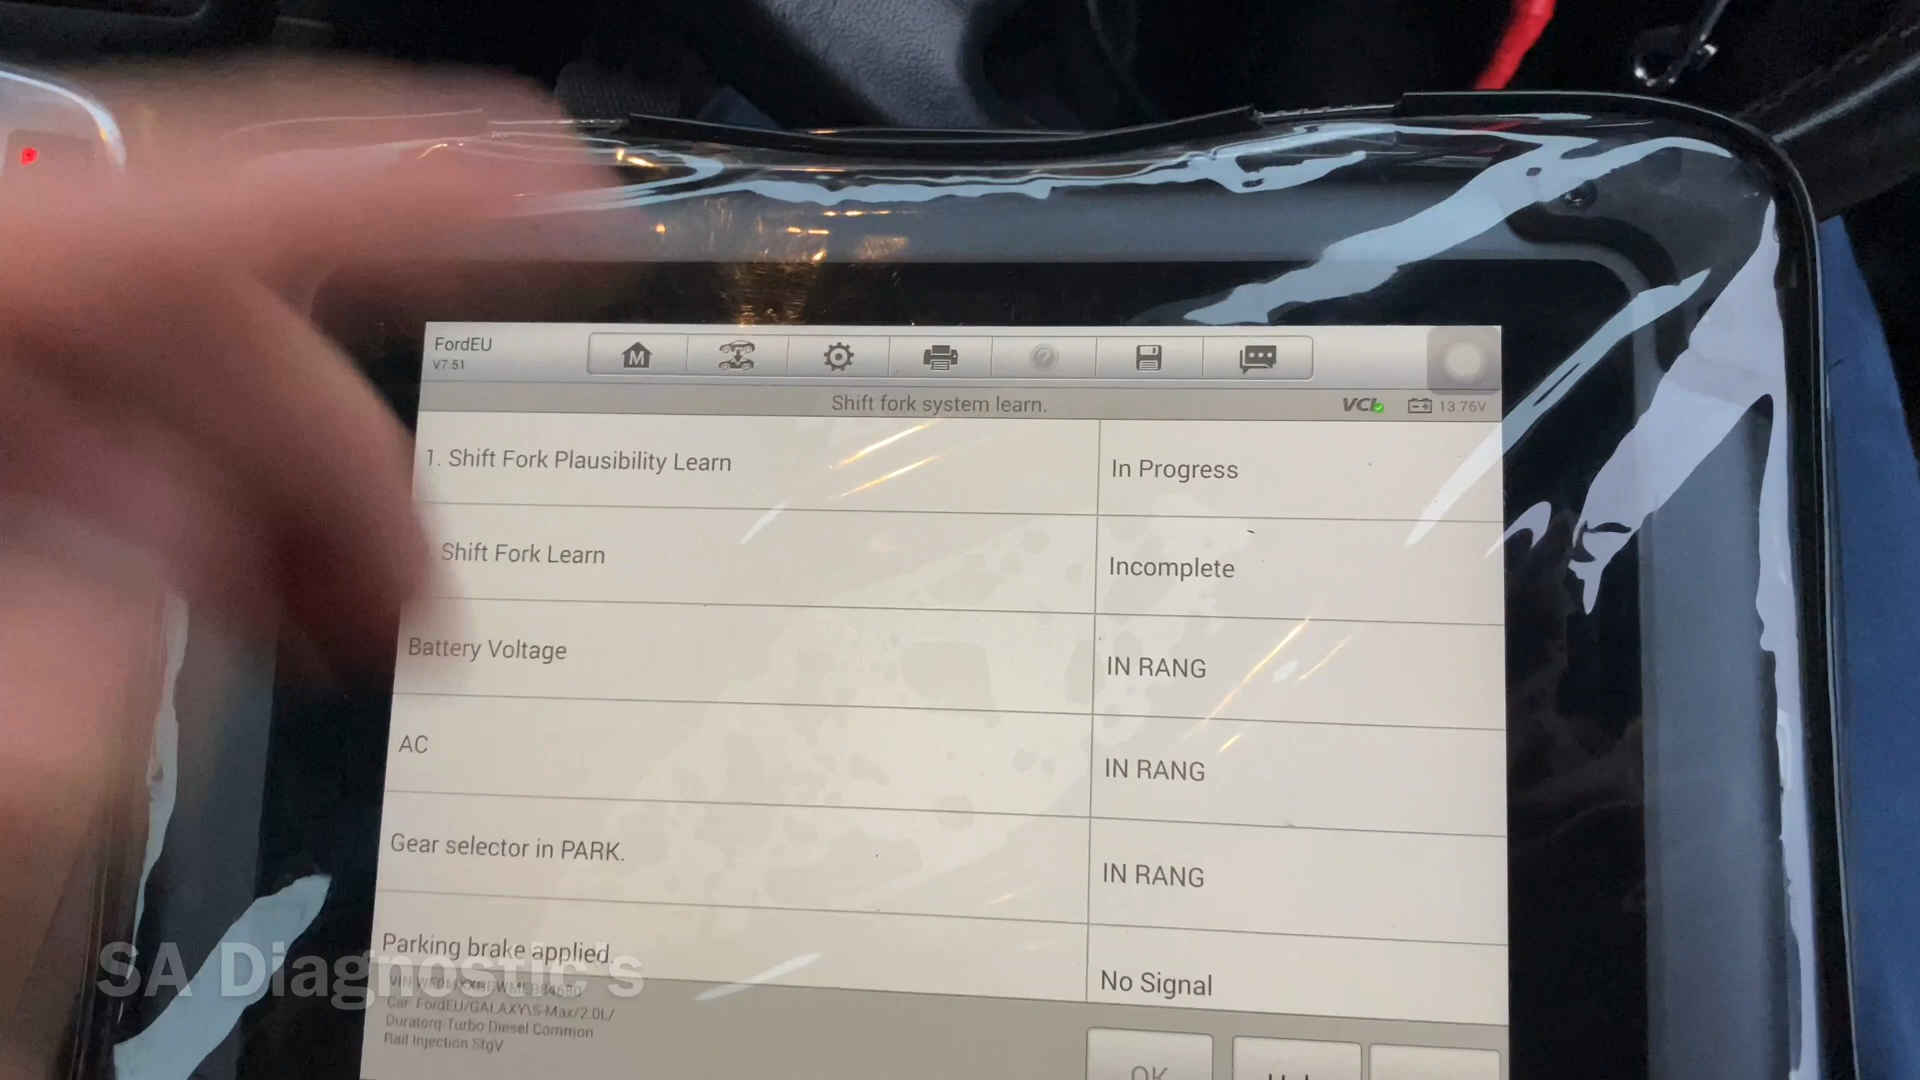 FordEU
V7.51
M
?
Shift fork system learn.
VCI
13.76V
1. Shift Fork Plausibility Learn
In Progress
Shift Fork Learn
Incomplete
Battery Voltage
IN RANG
AC
IN RANG
Gear selector in PARK.
IN RANG
Parking brake applied.
No Signal
SA Diagnostic's
VIN
Car: FordEU/GALAXY\S-Max/2.0L/
Duratorq-Turbo Diesel Common
Rail Injection StgV
OK